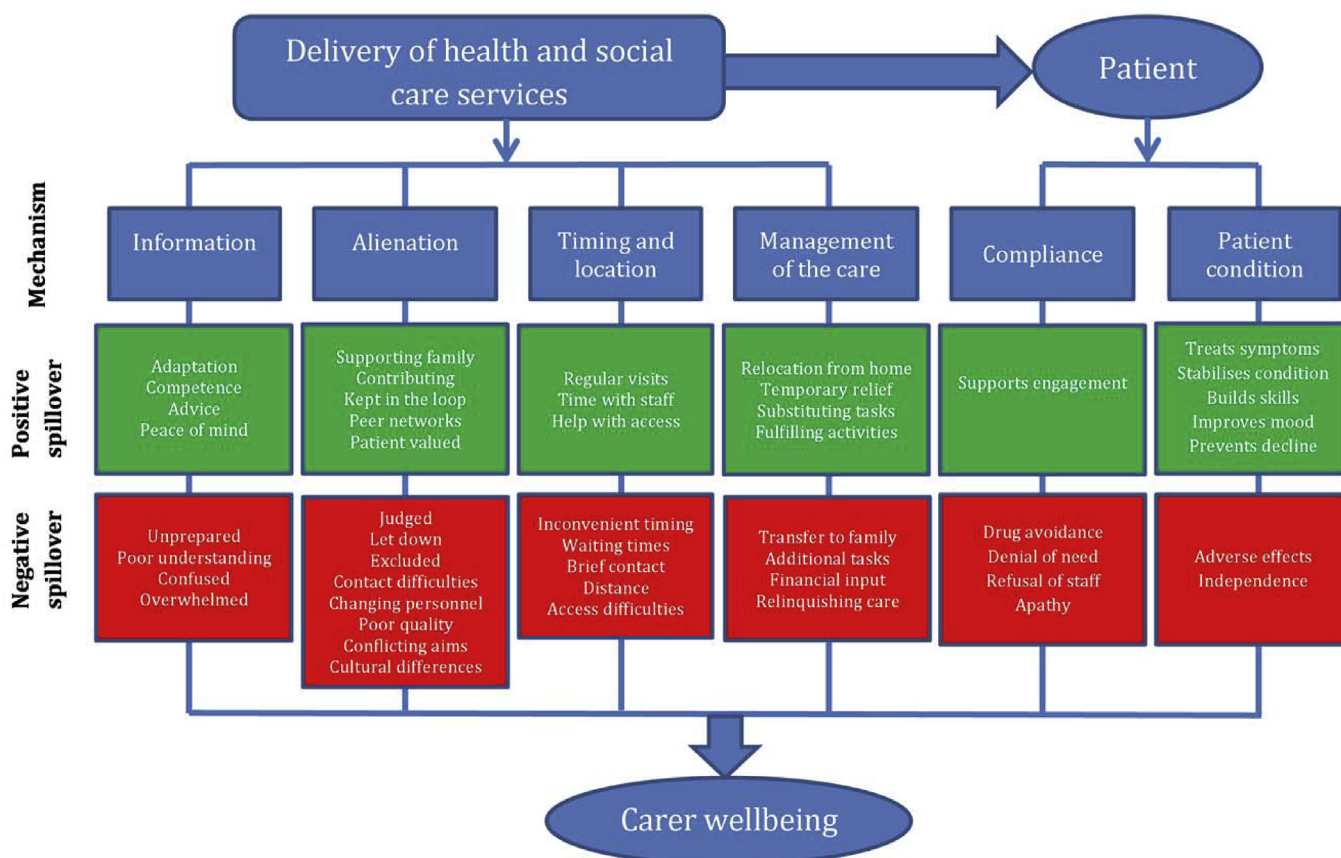 Delivery of health and social
care services
Patient
Mechanism
Information
Alienation
Timing and
location
Management
of the care
Compliance
Patient
condition
Positive
spillover
Adaptation
Competence
Advice
Peace of mind
Supporting family
Contributing
Kept in the loop
Peer networks
Patient valued
Regular visits
Time with staff
Help with access
Relocation from home
Temporary relief
Substituting tasks
Fulfilling activities
Supports engagement
Treats symptoms
Stabilises condition
Builds skills
Improves mood
Prevents decline
Negative
spillover
Unprepared
Poor understanding
Confused
Overwhelmed
Judged
Let down
Excluded
Contact difficulties
Changing personnel
Poor quality
Conflicting aims
Cultural differences
Inconvenient timing
Waiting times
Brief contact
Distance
Access difficulties
Transfer to family
Additional tasks
Financial input
Relinquishing care
Drug avoidance
Denial of need
Refusal of staff
Apathy
Adverse effects
Independence
Carer wellbeing